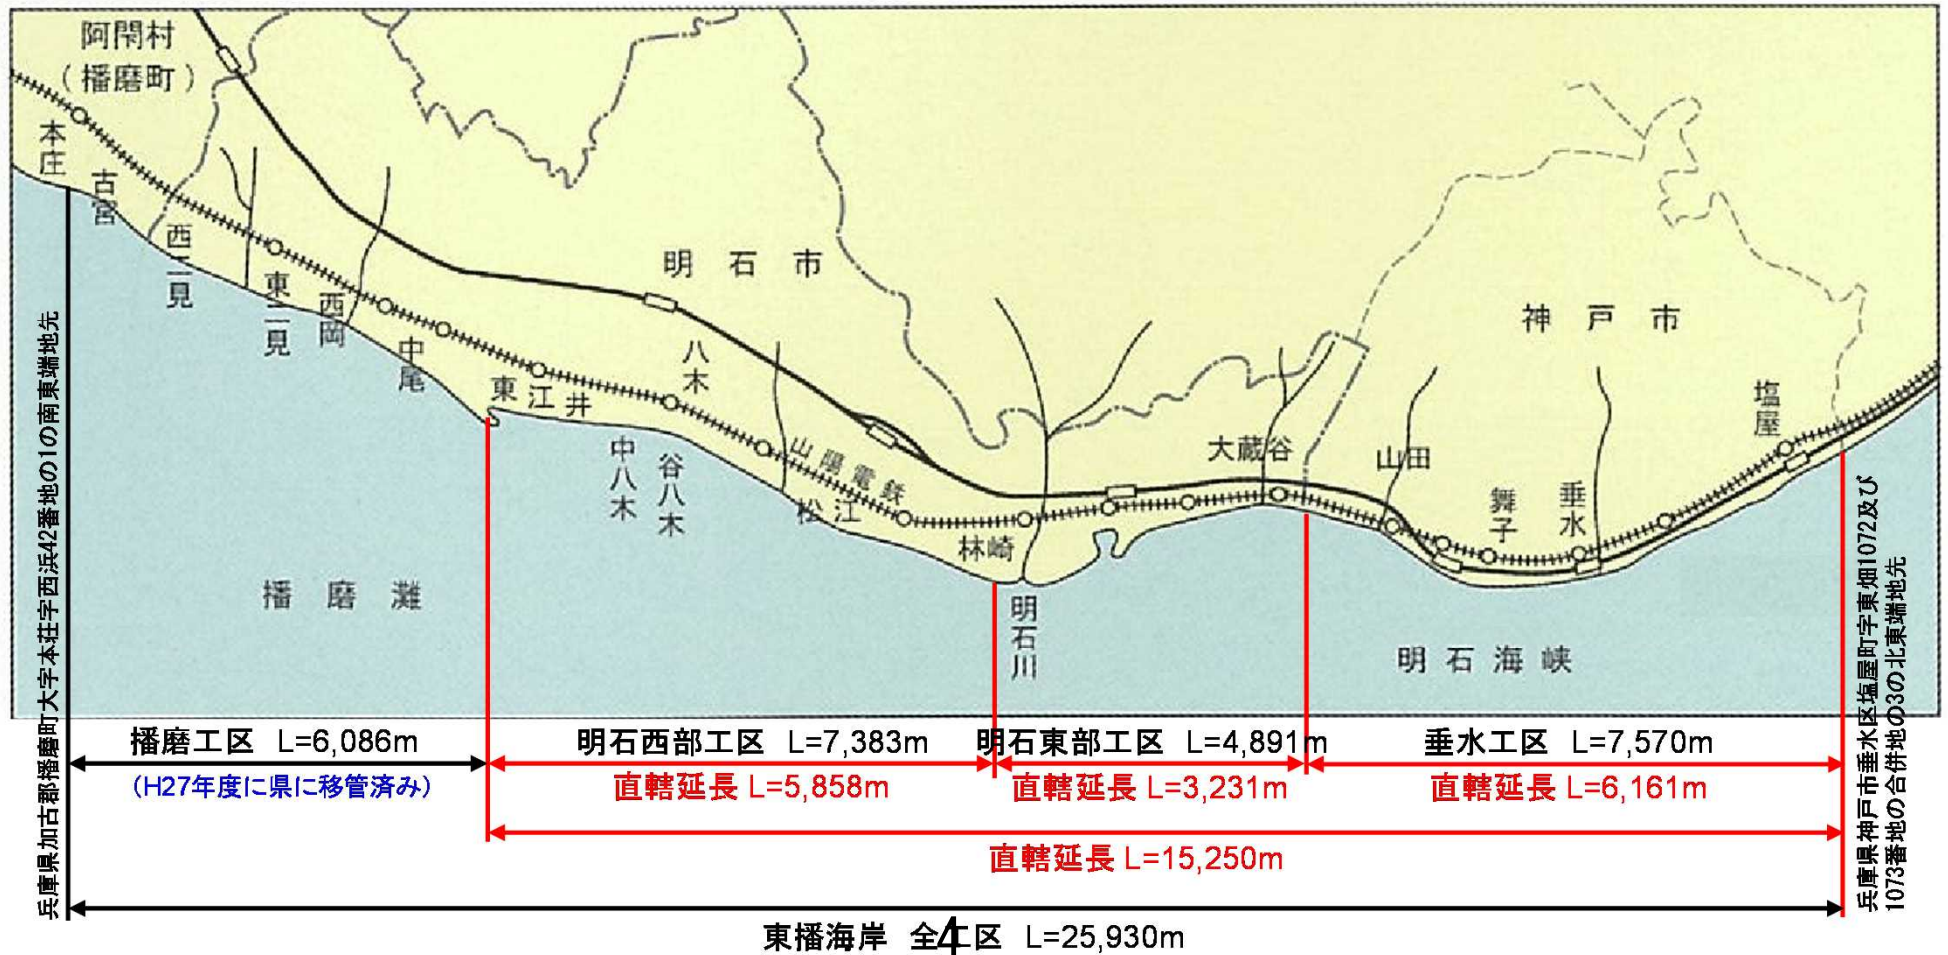 阿閇村
（播磨町）
本庄
古宮
西二見
東二見
西岡
中尾
明石市
東江井
八木
中八木
谷八木
山陽電鉄
松江
林崎
明石川
大蔵谷
山田
舞子
垂水
塩屋
神戸市
播磨灘
明石海峡
兵庫県加古郡播磨町大字本荘字西浜42番地の1の南東端地先
兵庫県神戸市垂水区塩屋町字東畑1072及び
1073番地の合併地の3の北東端地先
播磨工区 L=6,086m
（H27年度に県に移管済み）
明石西部工区 L=7,383m
直轄延長 L=5,858m
明石東部工区 L=4,891m
直轄延長 L=3,231m
垂水工区 L=7,570m
直轄延長 L=6,161m
直轄延長 L=15,250m
東播海岸 全工区 L=25,930m
4